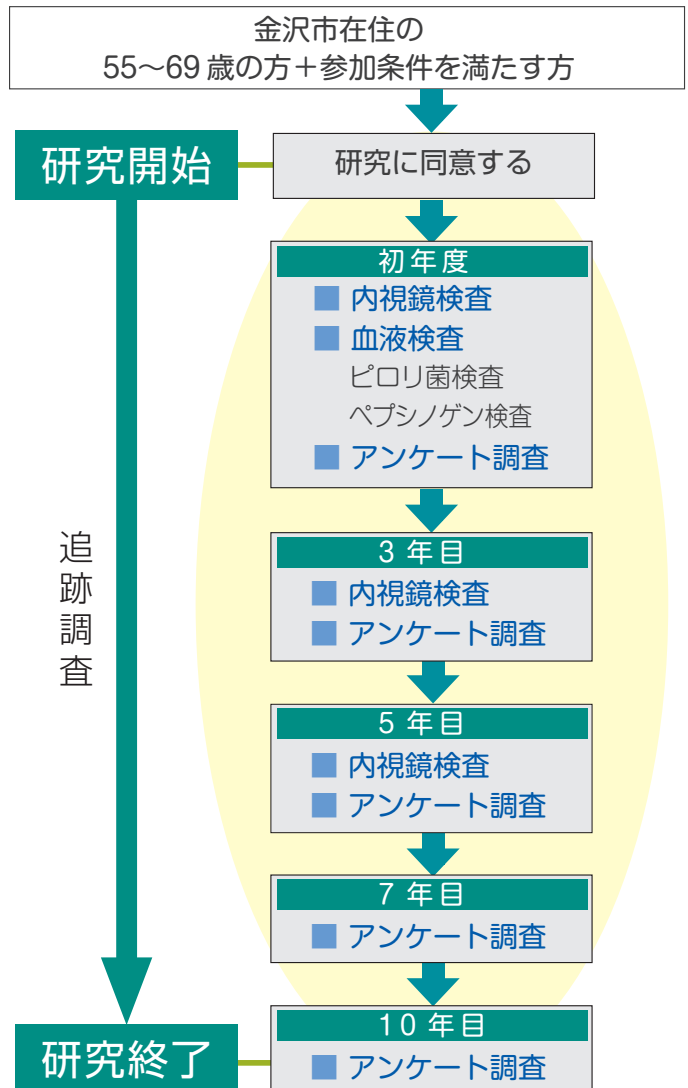 金沢市在住の
55〜69歳の方＋参加条件を満たす方
研究開始
研究に同意する
初年度
内視鏡検査
血液検査
ピロリ菌検査
ペプシノゲン検査
アンケート調査
追跡調査
3年目
内視鏡検査
アンケート調査
5年目
内視鏡検査
アンケート調査
7年目
アンケート調査
研究終了
10年目
アンケート調査